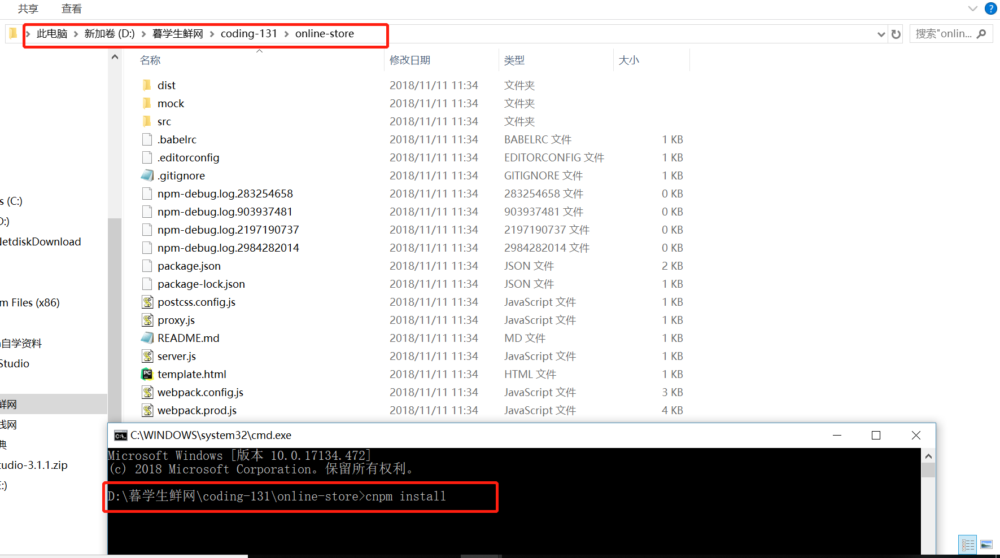 共享 查看
此电脑 > 新加卷 (D:) > 暮学生鲜网 > coding-131 > online-store 搜索"onlin...
名称 修改日期 类型 大小
dist 2018/11/11 11:34 文件夹
mock 2018/11/11 11:34 文件夹
src 2018/11/11 11:34 文件夹
.babelrc 2018/11/11 11:34 BABELRC 文件 1 KB
.editorconfig 2018/11/11 11:34 EDITORCONFIG 文件 1 KB
.gitignore 2018/11/11 11:34 GITIGNORE 文件 1 KB
npm-debug.log.283254658 2018/11/11 11:34 283254658 文件 0 KB
s (C:)
npm-debug.log.903937481 2018/11/11 11:34 903937481 文件 0 KB
D:)
npm-debug.log.2197190737 2018/11/11 11:34 2197190737 文件 0 KB
NetdiskDownload
npm-debug.log.2984282014 2018/11/11 11:34 2984282014 文件 0 KB
package.json 2018/11/11 11:34 JSON 文件 2 KB
package-lock.json 2018/11/11 11:34 JSON 文件 1 KB
m Files (x86)
postcss.config.js 2018/11/11 11:34 JavaScript 文件 1 KB
proxy.js 2018/11/11 11:34 JavaScript 文件 1 KB
自学资料
README.md 2018/11/11 11:34 MD 文件 1 KB
Studio
server.js 2018/11/11 11:34 JavaScript 文件 1 KB
template.html 2018/11/11 11:34 HTML 文件 1 KB
webpack.config.js 2018/11/11 11:34 JavaScript 文件 3 KB
鲜网
webpack.prod.js 2018/11/11 11:34 JavaScript 文件 4 KB
线网
典
tudio-3.1.1.zip
E:)
C:\WINDOWS\system32\cmd.exe
Microsoft Windows [版本 10.0.17134.472]
(c) 2018 Microsoft Corporation。保留所有权利。
D:\暮学生鲜网\coding-131\online-store>cnpm install